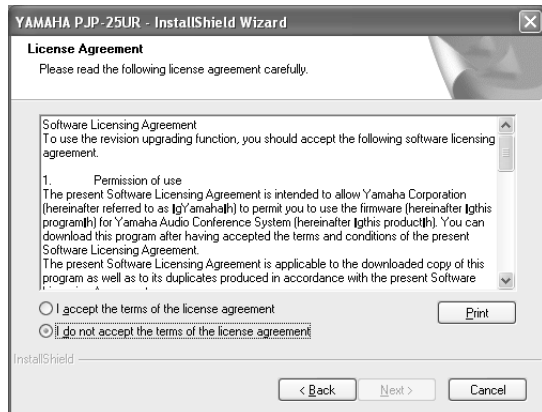 YAMAHA PJP-25UR - InstallShield Wizard
License Agreement
Please read the following license agreement carefully.
Software Licensing Agreement
To use the revision upgrading function, you should accept the following software licensing
agreement.
1. Permission of use
The present Software Licensing Agreement is intended to allow Yamaha Corporation
(hereinafter referred to as |gYamaha|h) to permit you to use the firmware (hereinafter |gthis
program|h) for Yamaha Audio Conference System (hereinafter |gthis product|h). You can
download this program after having accepted the terms and conditions of the present
Software Licensing Agreement.
The present Software Licensing Agreement is applicable to the downloaded copy of this
program as well as to its duplicates produced in accordance with the present Software
I accept the terms of the license agreement
I do not accept the terms of the license agreement
Print
InstallShield
< Back
Next >
Cancel